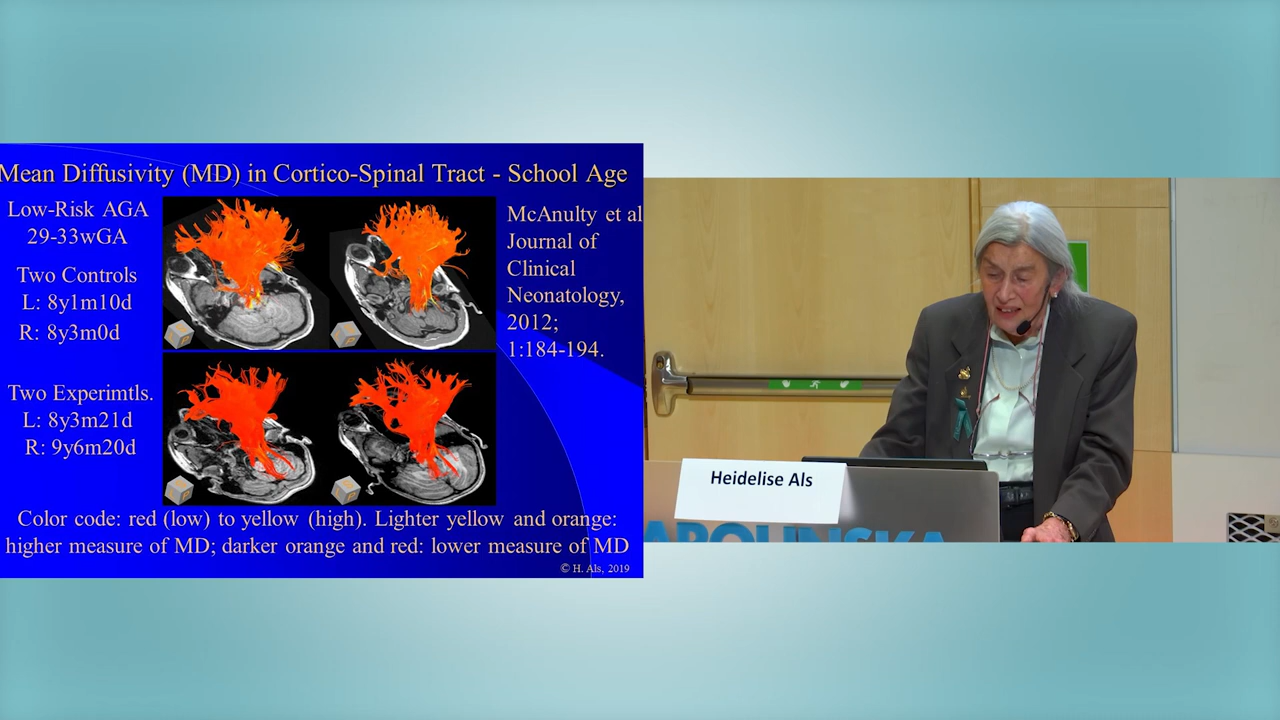 Mean Diffusivity (MD) in Cortico-Spinal Tract - School Age
Low-Risk AGA
29-33wGA
Two Controls
L: 8y1m10d
R: 8y3m0d
Two Experimtls.
L: 8y3m21d
R: 9y6m20d
McAnulty et al
Journal of
Clinical
Neonatology,
2012;
1:184-194.
Color code: red (low) to yellow (high). Lighter yellow and orange:
higher measure of MD; darker orange and red: lower measure of MD
© H. Als, 2019
Heidelise Als
AROLINSKA